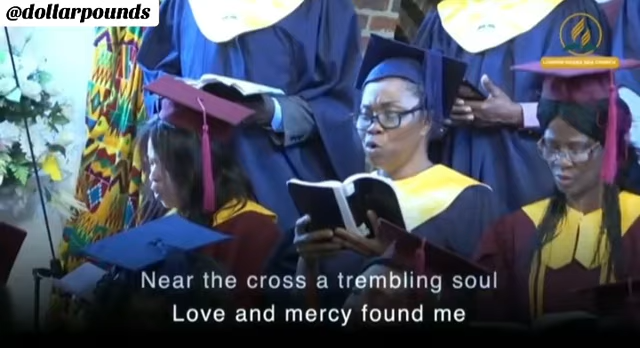 @dollarpounds
Near the cross a trembling soul
Love and mercy found me